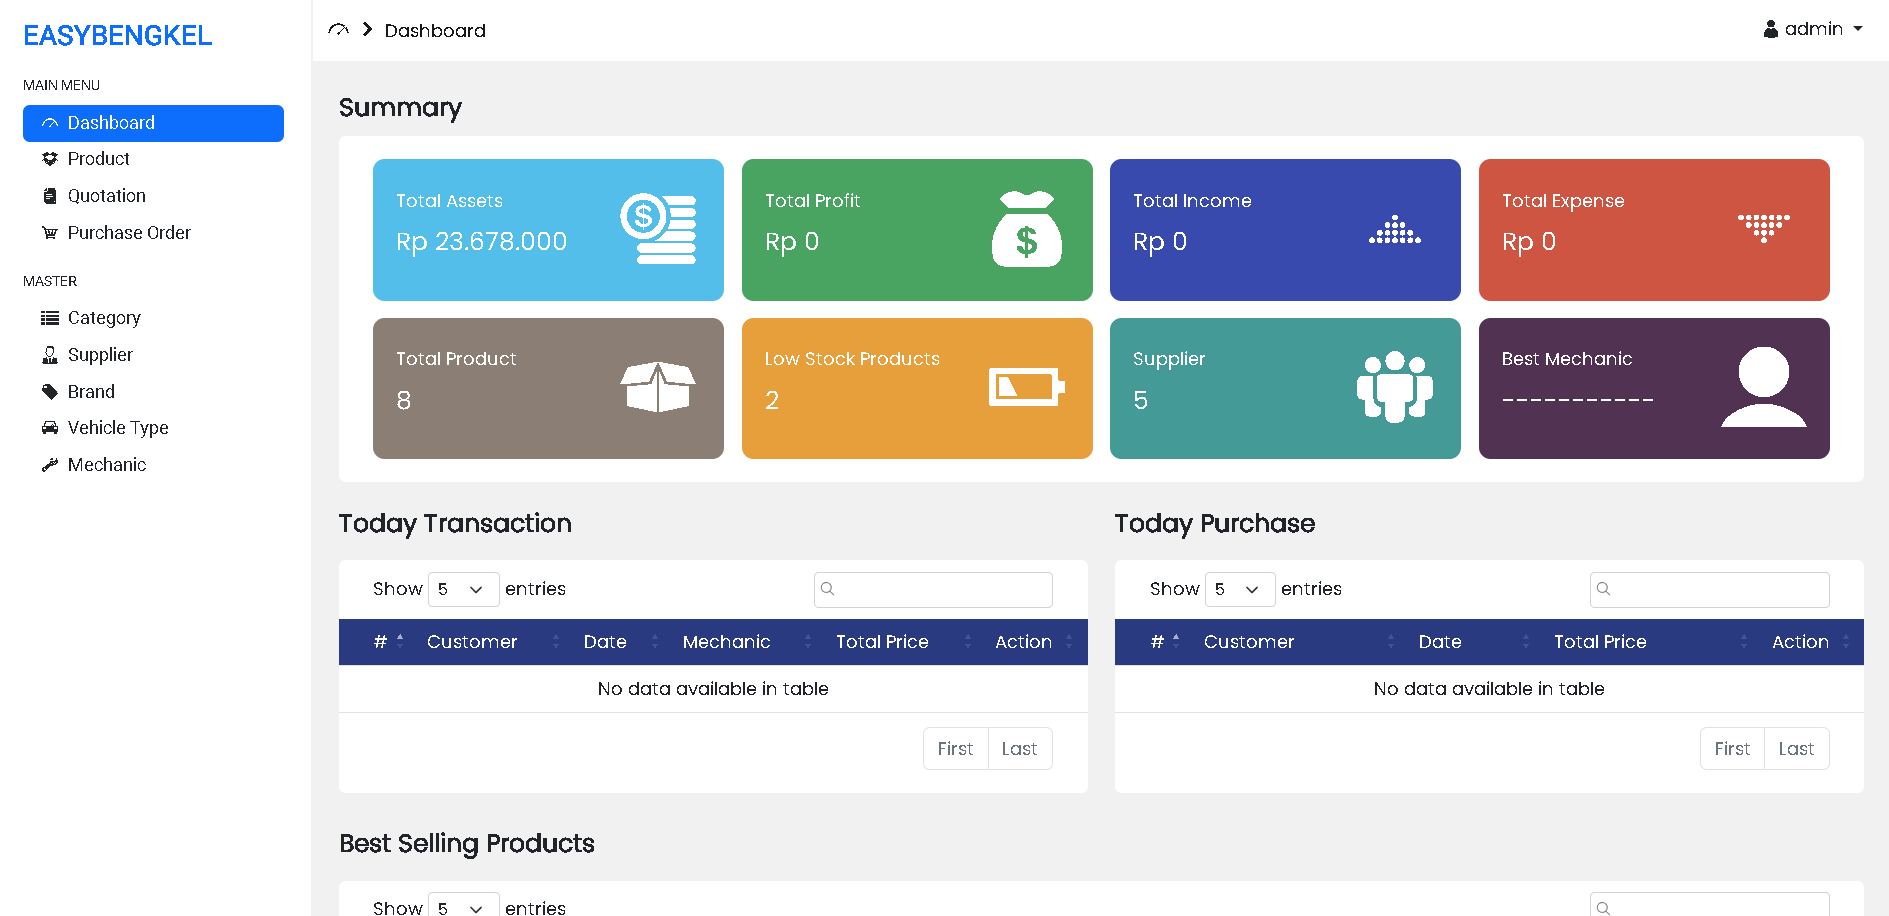 EASYBENGKEL
MAIN MENU
Dashboard
Product
Quotation
Purchase Order
MASTER
Category
Supplier
Brand
Vehicle Type
Mechanic
Dashboard
admin
Summary
Total Assets
Rp 23.678.000
Total Profit
Rp 0
Total Income
Rp 0
Total Expense
Rp 0
Total Product
8
Low Stock Products
2
Supplier
5
Best Mechanic
-----------
Today Transaction
Show 5 entries
# Customer Date Mechanic Total Price Action
No data available in table
First Last
Today Purchase
Show 5 entries
# Customer Date Total Price Action
No data available in table
First Last
Best Selling Products
Show 5 entries